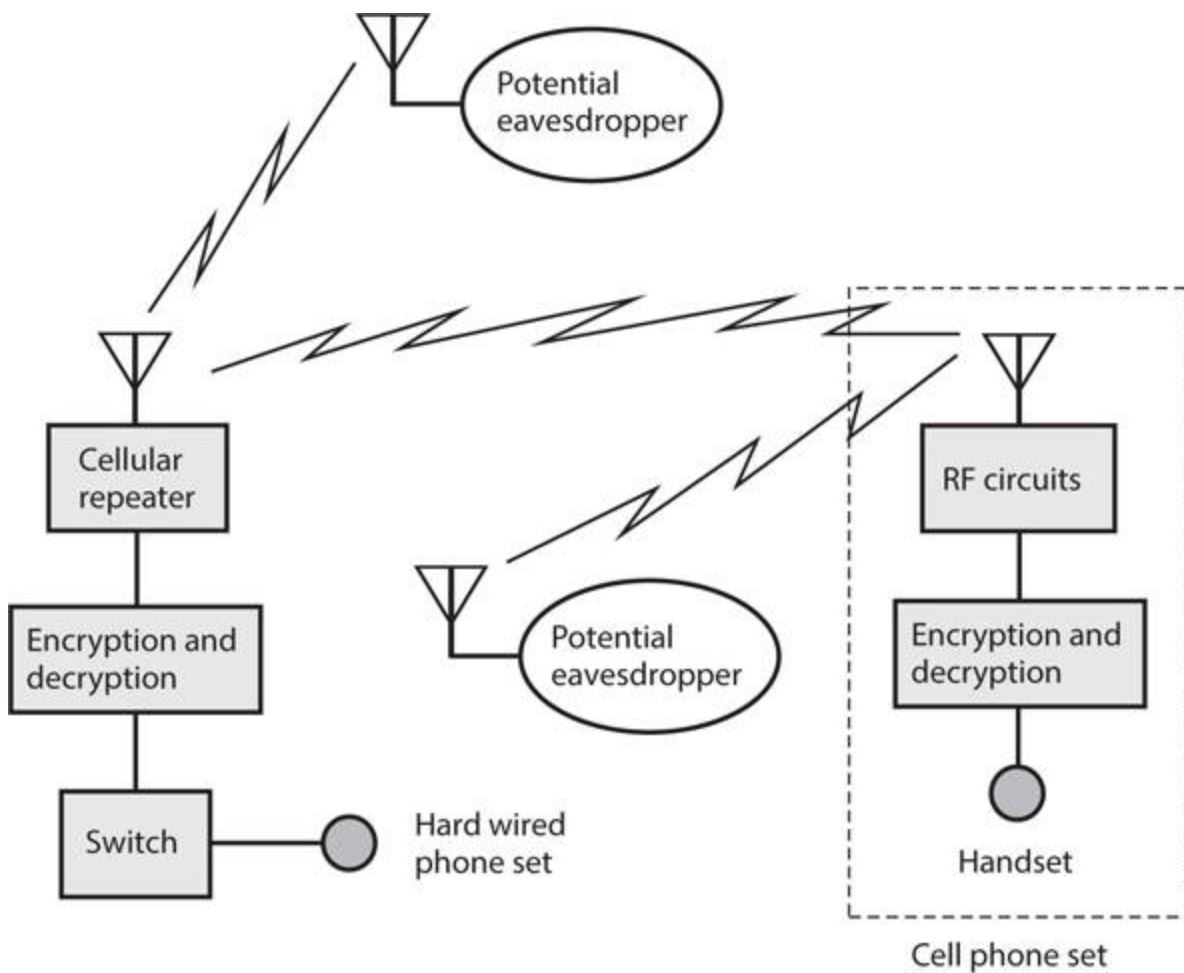 Potential
eavesdropper
Cellular
repeater
RF circuits
Encryption and
decryption
Potential
eavesdropper
Encryption and
decryption
Switch
Hard wired
phone set
Handset
Cell phone set